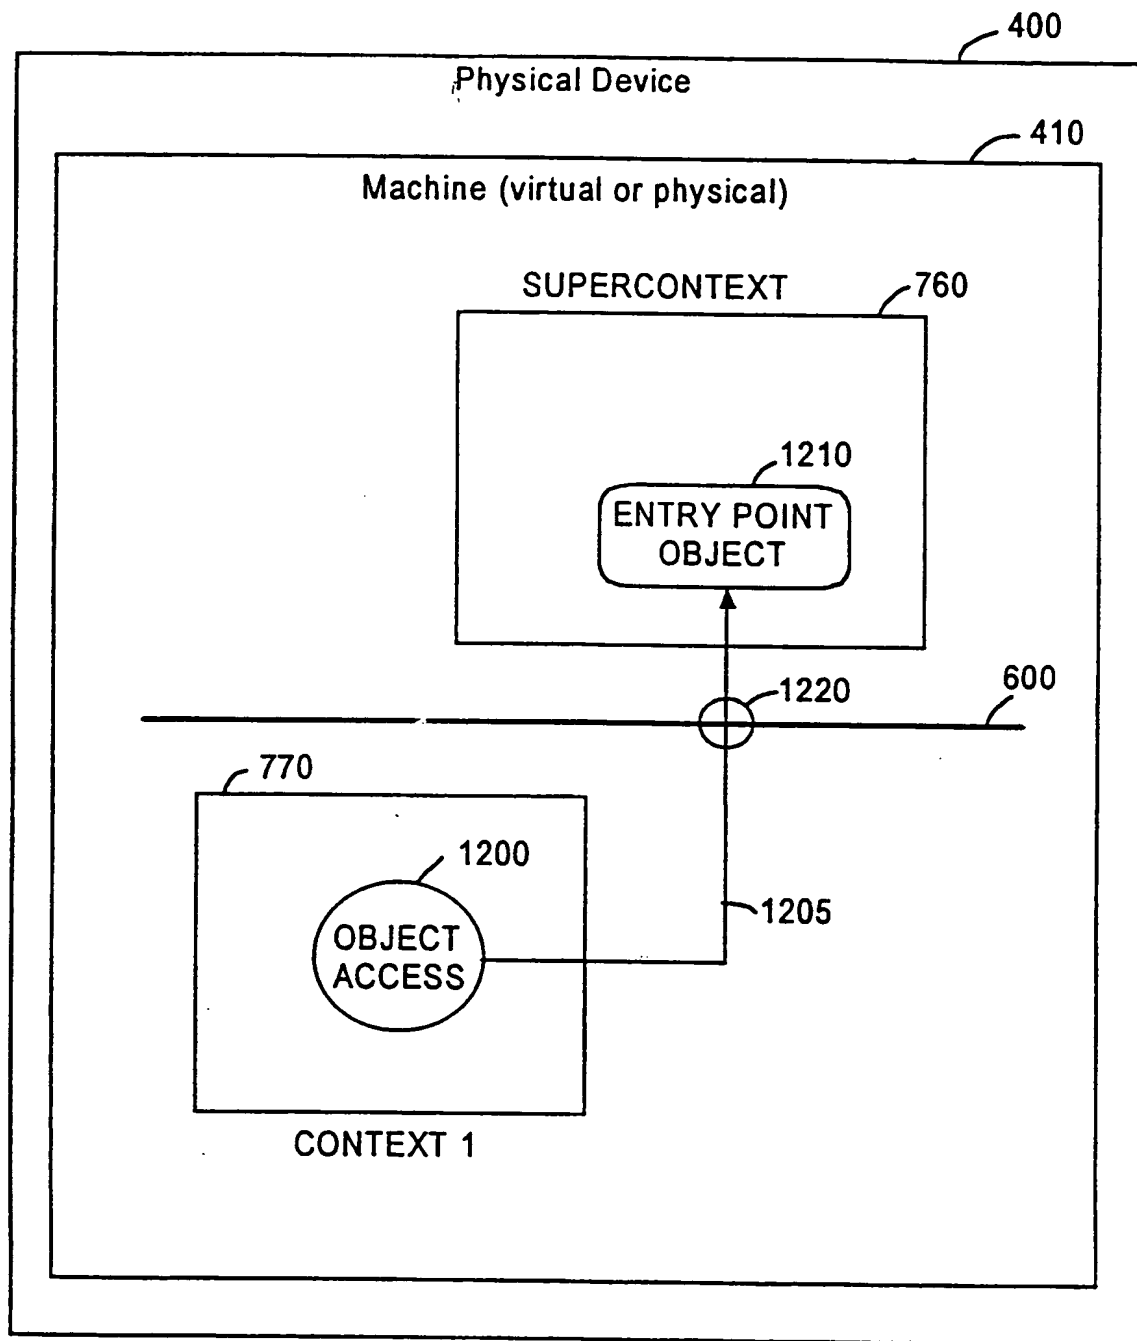 400
Physical Device
410
Machine (virtual or physical)
SUPERCONTEXT
760
1210
ENTRY POINT
OBJECT
1220
600
770
1200
OBJECT
ACCESS
1205
CONTEXT 1